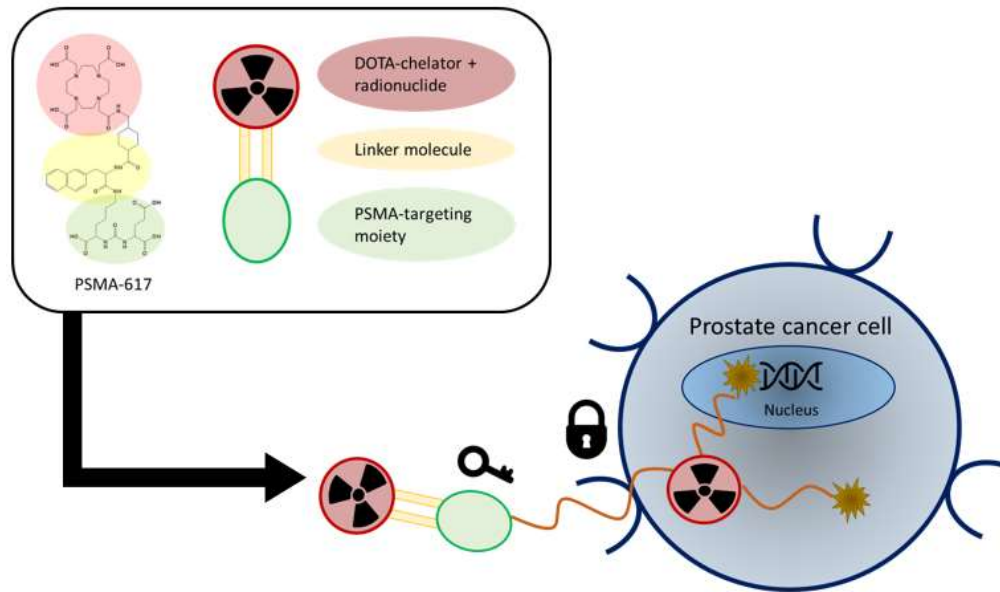 DOTA-chelator +
radionuclide
Linker molecule
PSMA-targeting
moiety
PSMA-617
Prostate cancer cell
Nucleus